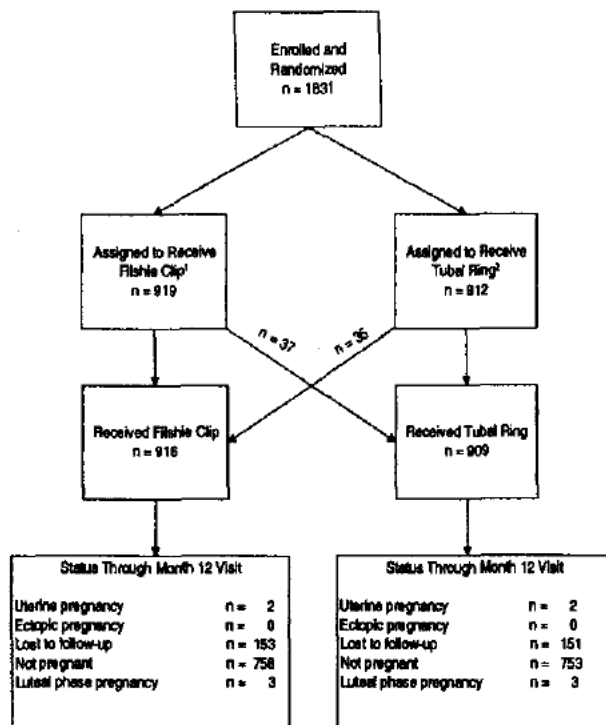 Enrolled and
Randomized
n = 1831
Assigned to Receive
Filshie Clip¹
n = 919
Assigned to Receive
Tubal Ring²
n = 912
n = 37
n = 35
Received Filshie Clip
n = 916
Received Tubal Ring
n = 909
Status Through Month 12 Visit
Uterine pregnancy n = 2
Ectopic pregnancy n = 0
Lost to follow-up n = 153
Not pregnant n = 758
Luteal phase pregnancy n = 3
Status Through Month 12 Visit
Uterine pregnancy n = 2
Ectopic pregnancy n = 0
Lost to follow-up n = 151
Not pregnant n = 753
Luteal phase pregnancy n = 3